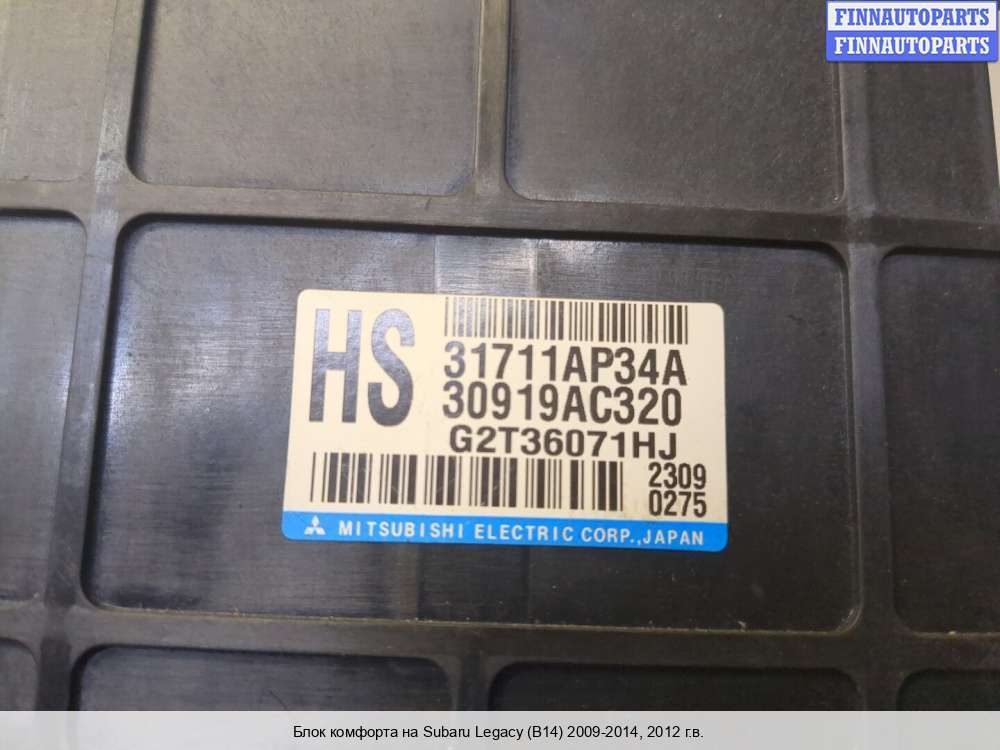 FINNAUTOPARTS
FINNAUTOPARTS
HS
31711AP34A
30919AC320
G2T36071HJ
2309
0275
MITSUBISHI ELECTRIC CORP.,JAPAN
Блок комфорта на Subaru Legacy (B14) 2009-2014, 2012 г.в.